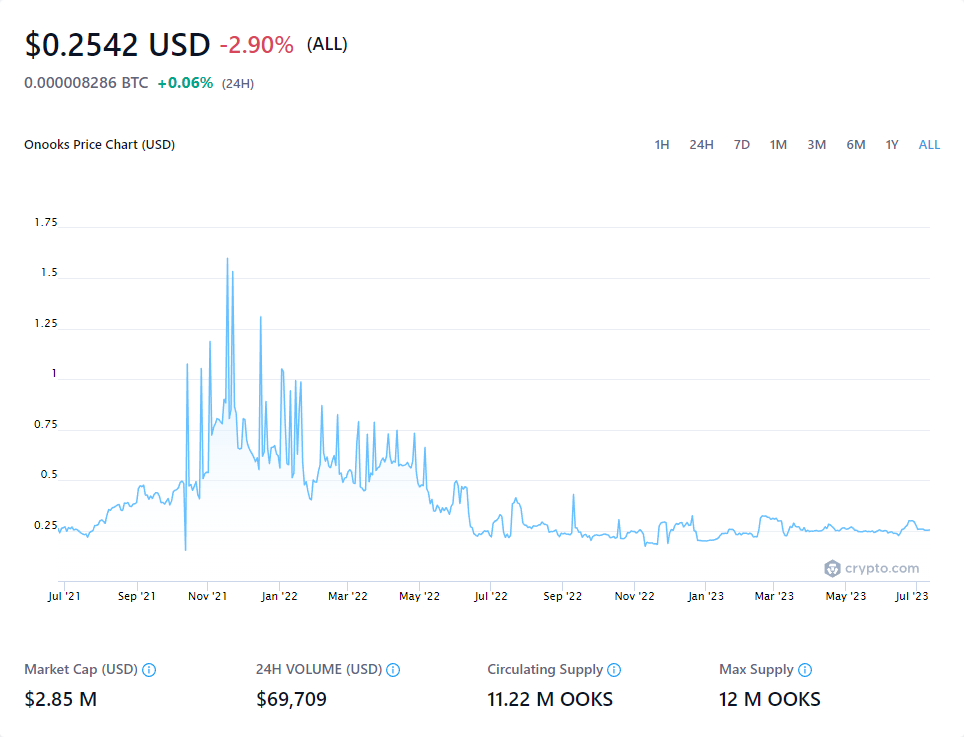 $0.2542 USD -2.90% (ALL)
0.000008286 BTC +0.06% (24H)
Onooks Price Chart (USD) 1H 24H 7D 1M 3M 6M 1Y ALL
1.75
1.5
1.25
1
0.75
0.5
0.25
crypto.com
Jul '21 Sep '21 Nov '21 Jan '22 Mar '22 May '22 Jul '22 Sep '22 Nov '22 Jan '23 Mar '23 May '23 Jul '23
Market Cap (USD) 24H VOLUME (USD) Circulating Supply Max Supply
$2.85 M $69,709 11.22 M OOKS 12 M OOKS